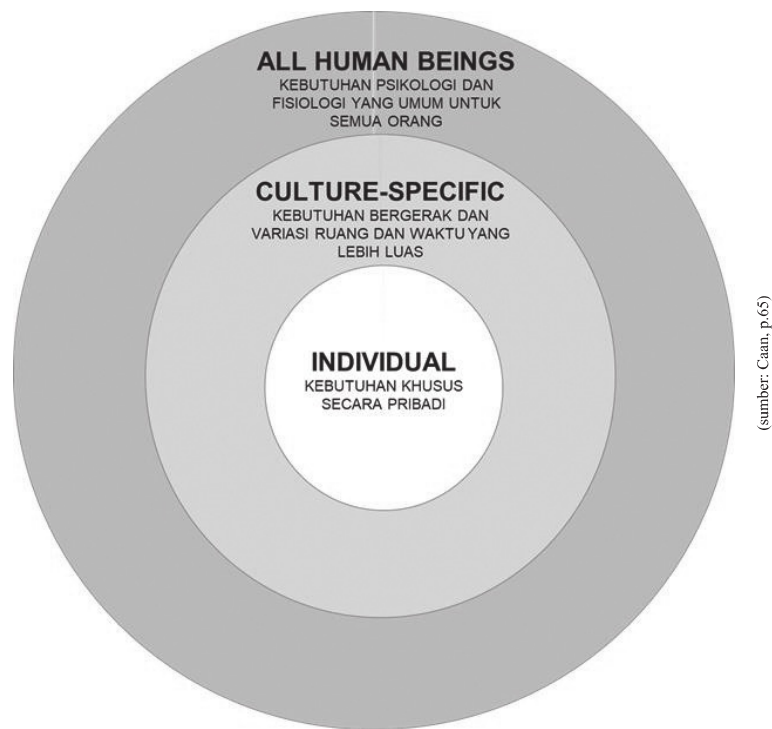 ALL HUMAN BEINGS
KEBUTUHAN PSIKOLOGI DAN
FISIOLOGI YANG UMUM UNTUK
SEMUA ORANG
CULTURE-SPECIFIC
KEBUTUHAN BERGERAK DAN
VARIASI RUANG DAN WAKTU YANG
LEBIH LUAS
INDIVIDUAL
KEBUTUHAN KHUSUS
SECARA PRIBADI
(sumber: Caan, p.65)